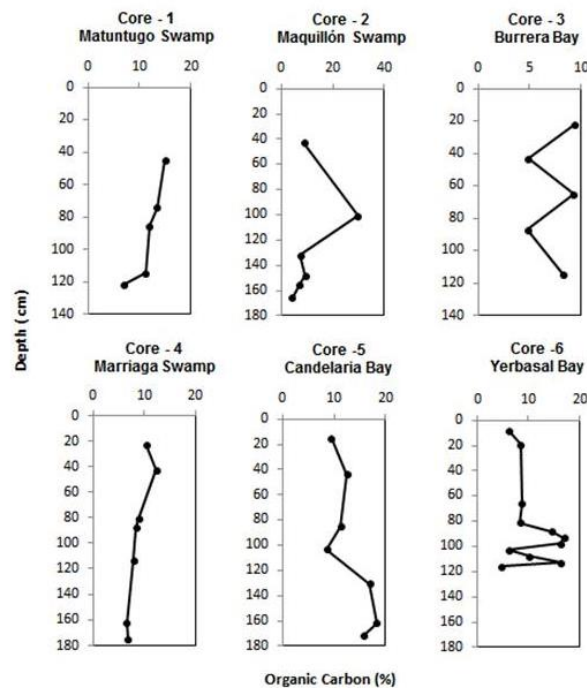 Core - 1
Matuntugo Swamp
0 10 20
0
20
40
60
80
100
120
140
Core - 2
Maquillón Swamp
0 20 40
0
20
40
60
80
100
120
140
160
180
Core - 3
Burrera Bay
0 5 10
0
20
40
60
80
100
120
140
Depth ( cm)
Core - 4
Marriaga Swamp
0 10 20
0
20
40
60
80
100
120
140
160
180
Core -5
Candelaria Bay
0 10 20
0
20
40
60
80
100
120
140
160
180
Core -6
Yerbasal Bay
0 10 20
0
20
40
60
80
100
120
140
160
180
Organic Carbon (%)